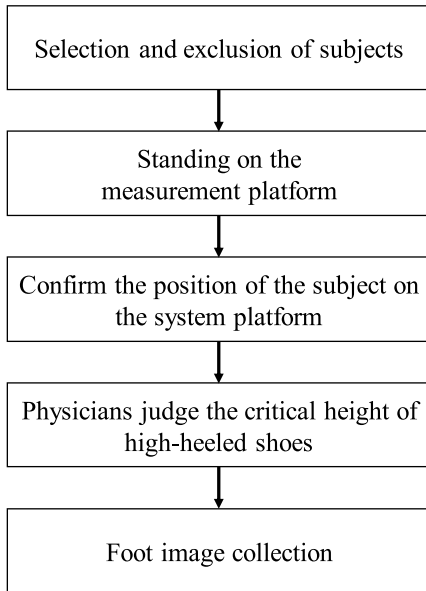 Selection and exclusion of subjects
Standing on the
measurement platform
Confirm the position of the subject on
the system platform
Physicians judge the critical height of
high-heeled shoes
Foot image collection